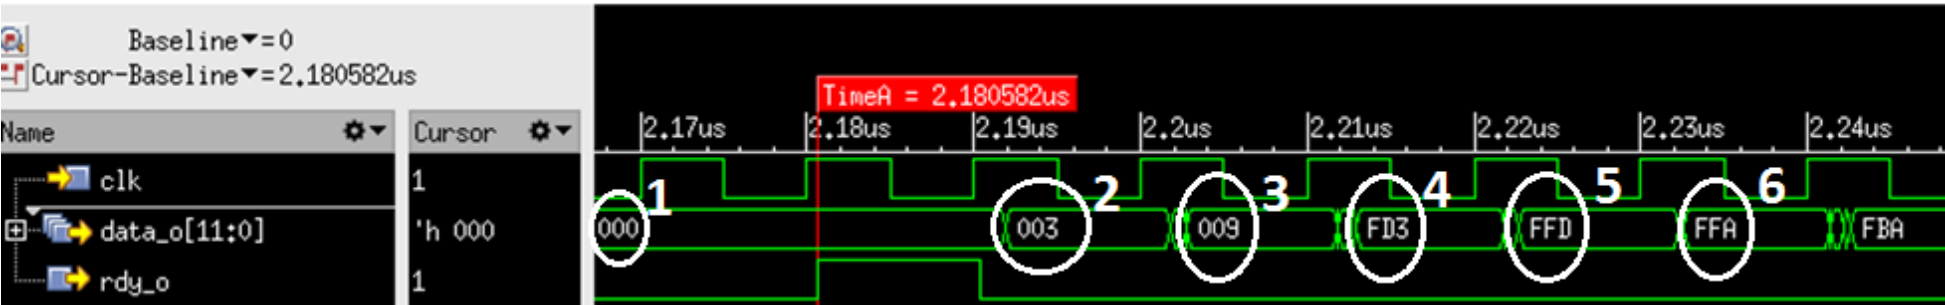 Baseline▼=0
Cursor-Baseline▼=2.180582us
TimeA = 2.180582us
Name Cursor 2.17us 2.18us 2.19us 2.2us 2.21us 2.22us 2.23us 2.24us
clk 1
1 2 3 4 5 6
data_o[11:0] 'h 000 000 003 009 FD3 FFD FFA FBA
rdy_o 1